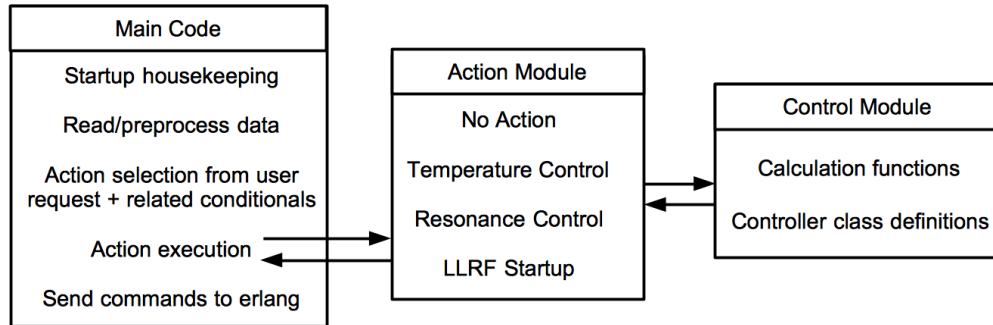 Main Code
Startup housekeeping
Read/preprocess data
Action selection from user
request + related conditionals
Action execution
Send commands to erlang
Action Module
No Action
Temperature Control
Resonance Control
LLRF Startup
Control Module
Calculation functions
Controller class definitions